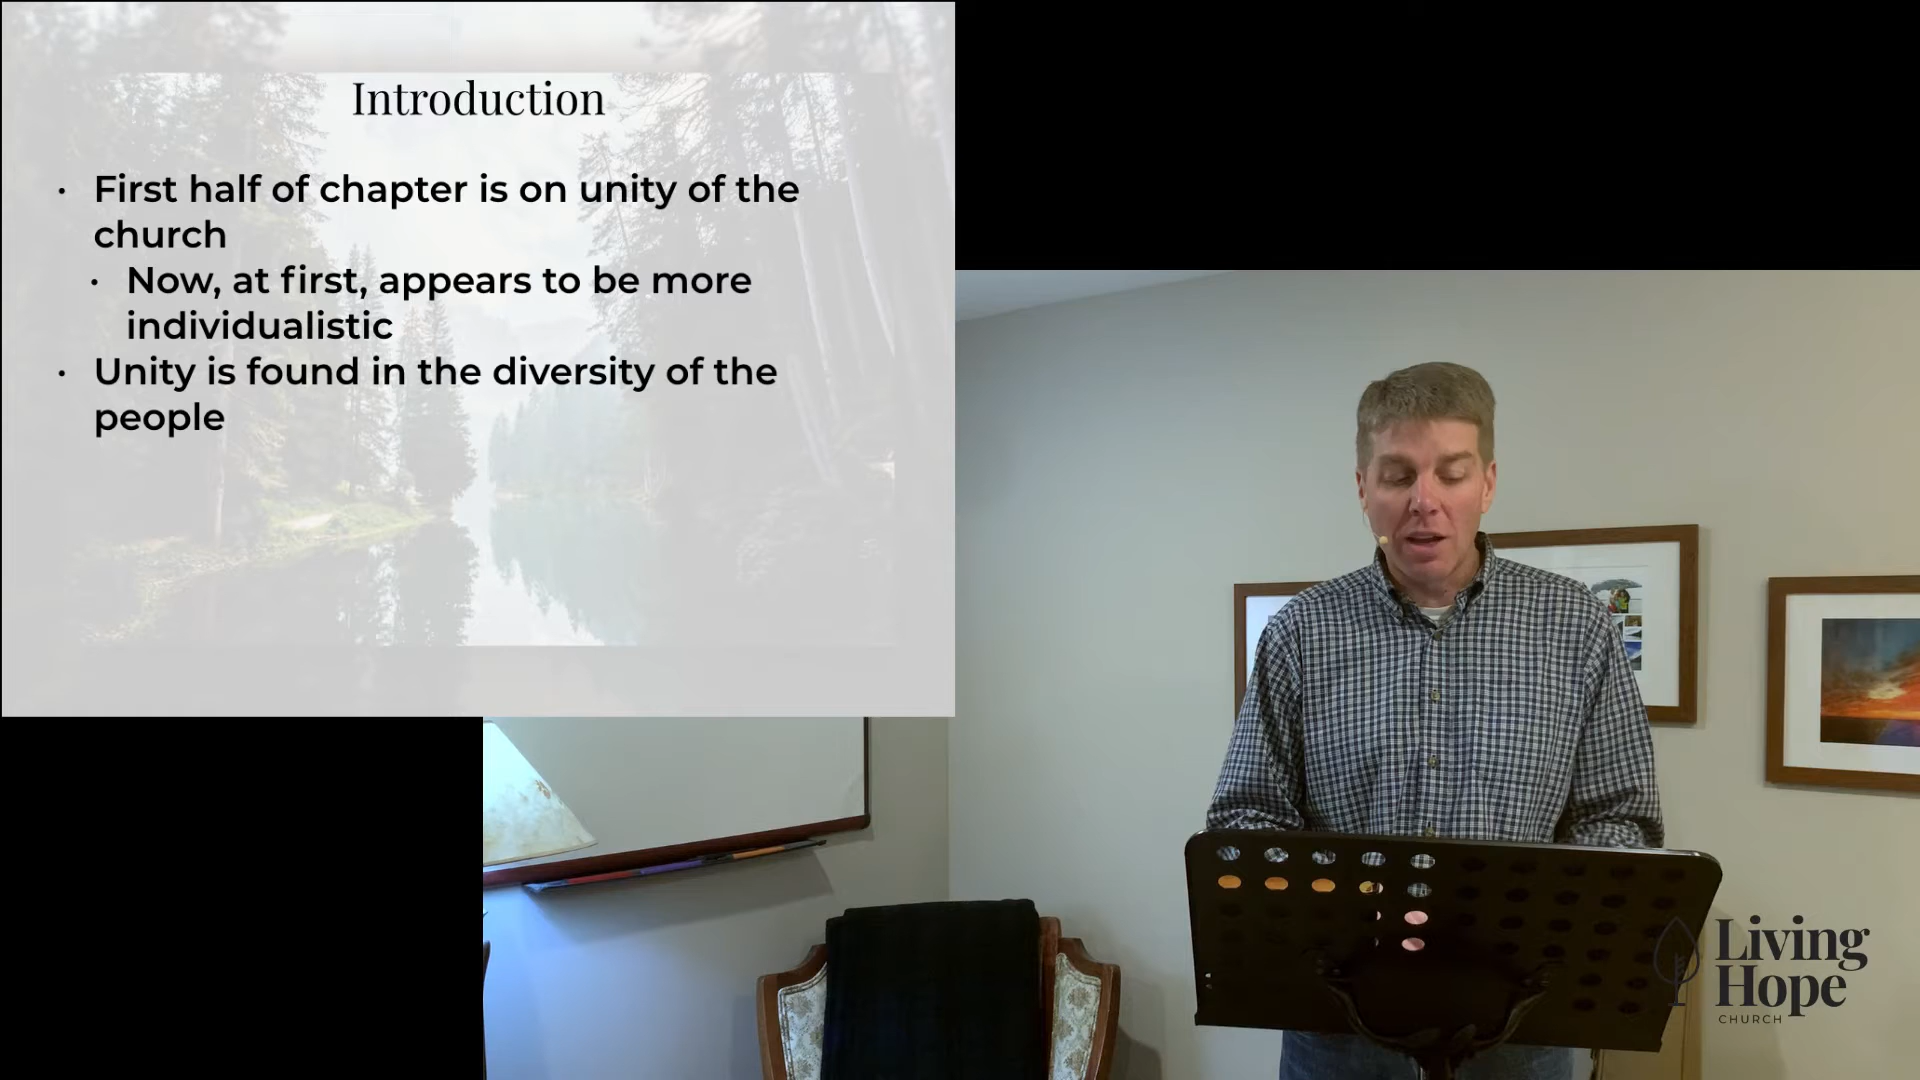 Introduction
• First half of chapter is on unity of the
church
• Now, at first, appears to be more
individualistic
• Unity is found in the diversity of the
people
Living
Hope
CHURCH